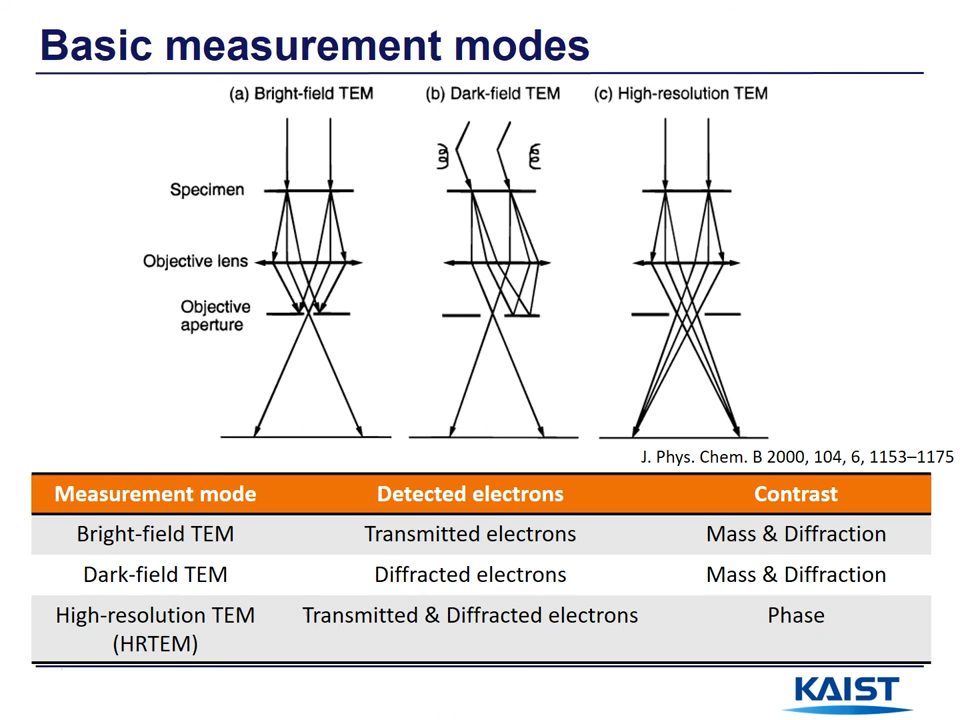 Basic measurement modes
(a) Bright-field TEM
(b) Dark-field TEM
(c) High-resolution TEM
Specimen
Objective lens
Objective
aperture
J. Phys. Chem. B 2000, 104, 6, 1153–1175
Measurement mode Detected electrons Contrast
Bright-field TEM Transmitted electrons Mass & Diffraction
Dark-field TEM Diffracted electrons Mass & Diffraction
High-resolution TEM Transmitted & Diffracted electrons Phase
(HRTEM)
KAIST